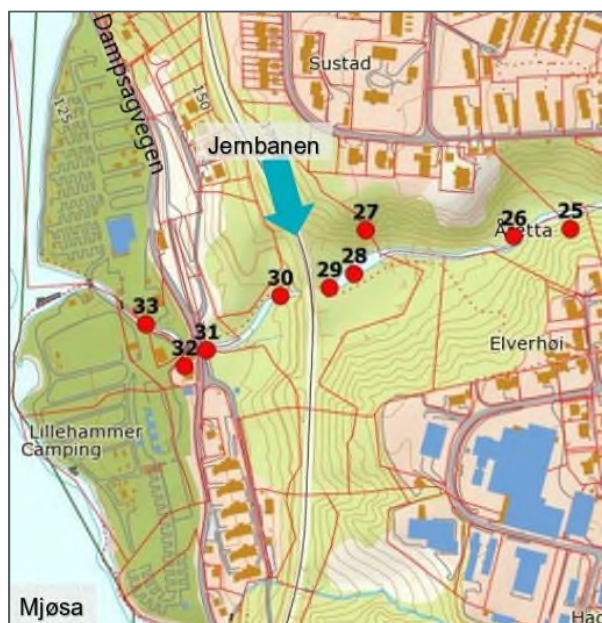 Dampsagvegen
125
150
Sustad
Jernbanen
27
26
25
Åretta
28
29
30
33
31
32
Elverhøi
Lillehammer
Camping
Mjøsa
Hag